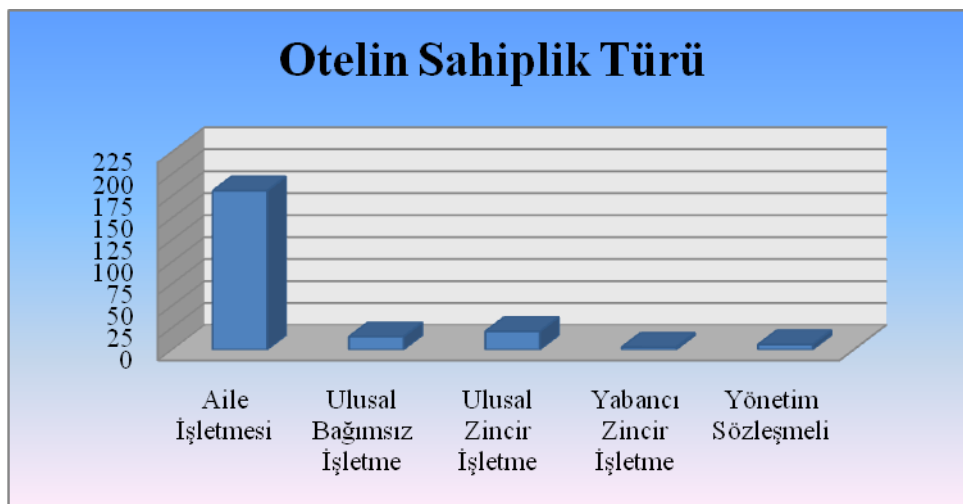 Otelin Sahiplik Türü
225
200
175
150
125
100
75
50
25
0
Aile
İşletmesi
Ulusal
Bağımsız
İşletme
Ulusal
Zincir
İşletme
Yabancı
Zincir
İşletme
Yönetim
Sözleşmeli